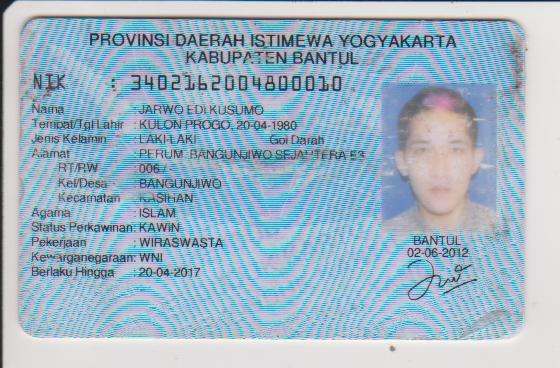 PROVINSI DAERAH ISTIMEWA YOGYAKARTA
KABUPATEN BANTUL
NIK : 3402162004800010
Nama : JARWO EDI KUSUMO
Tempat/Tgl Lahir : KULON PROGO, 20-04-1980
Jenis Kelamin : LAKI-LAKI Gol Darah
Alamat : PERUM BANGUNJIWO SEJAHTERA E3
RT/RW : 006 / -
Kel/Desa : BANGUNJIWO
Kecamatan : KASIHAN
Agama : ISLAM
Status Perkawinan: KAWIN
Pekerjaan : WIRASWASTA
Kewarganegaraan: WNI
Berlaku Hingga : 20-04-2017
BANTUL
02-06-2012